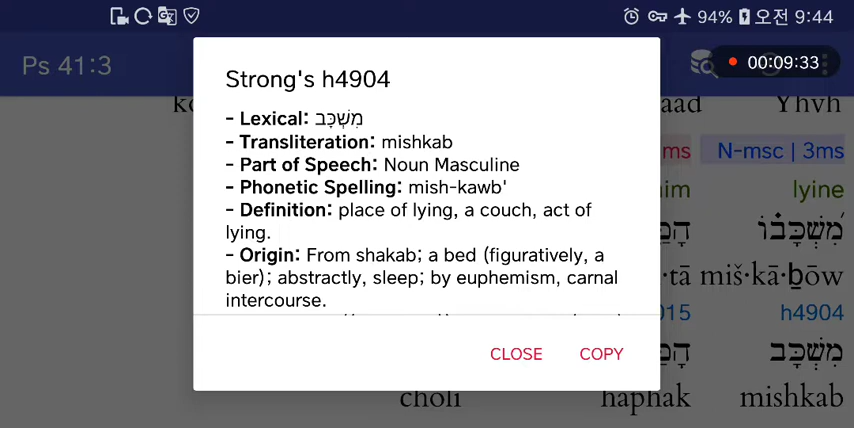 94% 오전 9:44
Ps 41:3
00:09:33
Strong's h4904
- Lexical: מִשְׁכָּב
- Transliteration: mishkab
- Part of Speech: Noun Masculine
- Phonetic Spelling: mish-kawb'
- Definition: place of lying, a couch, act of
lying.
- Origin: From shakab; a bed (figuratively, a
bier); abstractly, sleep; by euphemism, carnal
intercourse.
CLOSE COPY
Yhvh
ms N-msc | 3ms
lyine
מִ֝שְׁכָּב֗וֹ
·tā miš·kā·ḇōw
015 h4904
מִשְׁכָּב
choli haphak mishkab